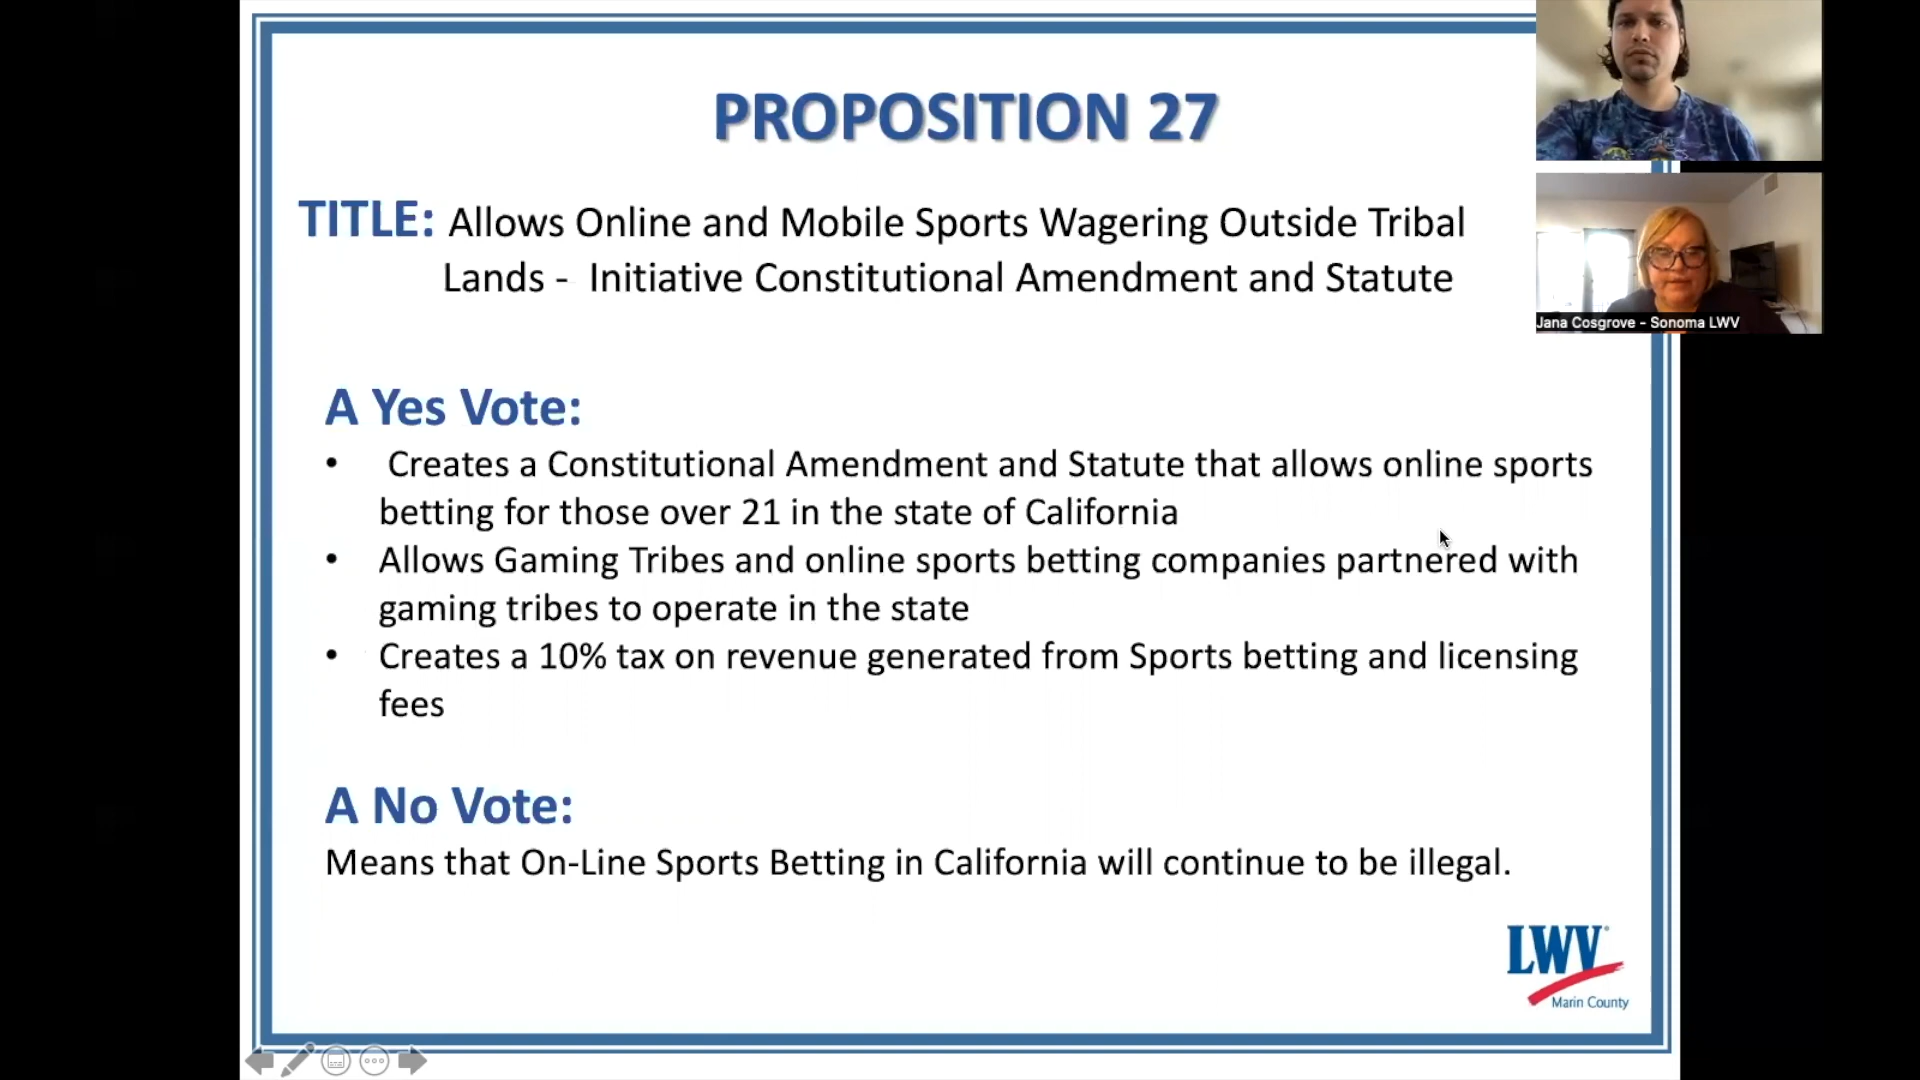 PROPOSITION 27
TITLE: Allows Online and Mobile Sports Wagering Outside Tribal
Lands - Initiative Constitutional Amendment and Statute
Jana Cosgrove - Sonoma LWV
A Yes Vote:
• Creates a Constitutional Amendment and Statute that allows online sports
betting for those over 21 in the state of California
• Allows Gaming Tribes and online sports betting companies partnered with
gaming tribes to operate in the state
• Creates a 10% tax on revenue generated from Sports betting and licensing
fees
A No Vote:
Means that On-Line Sports Betting in California will continue to be illegal.
LWV
Marin County